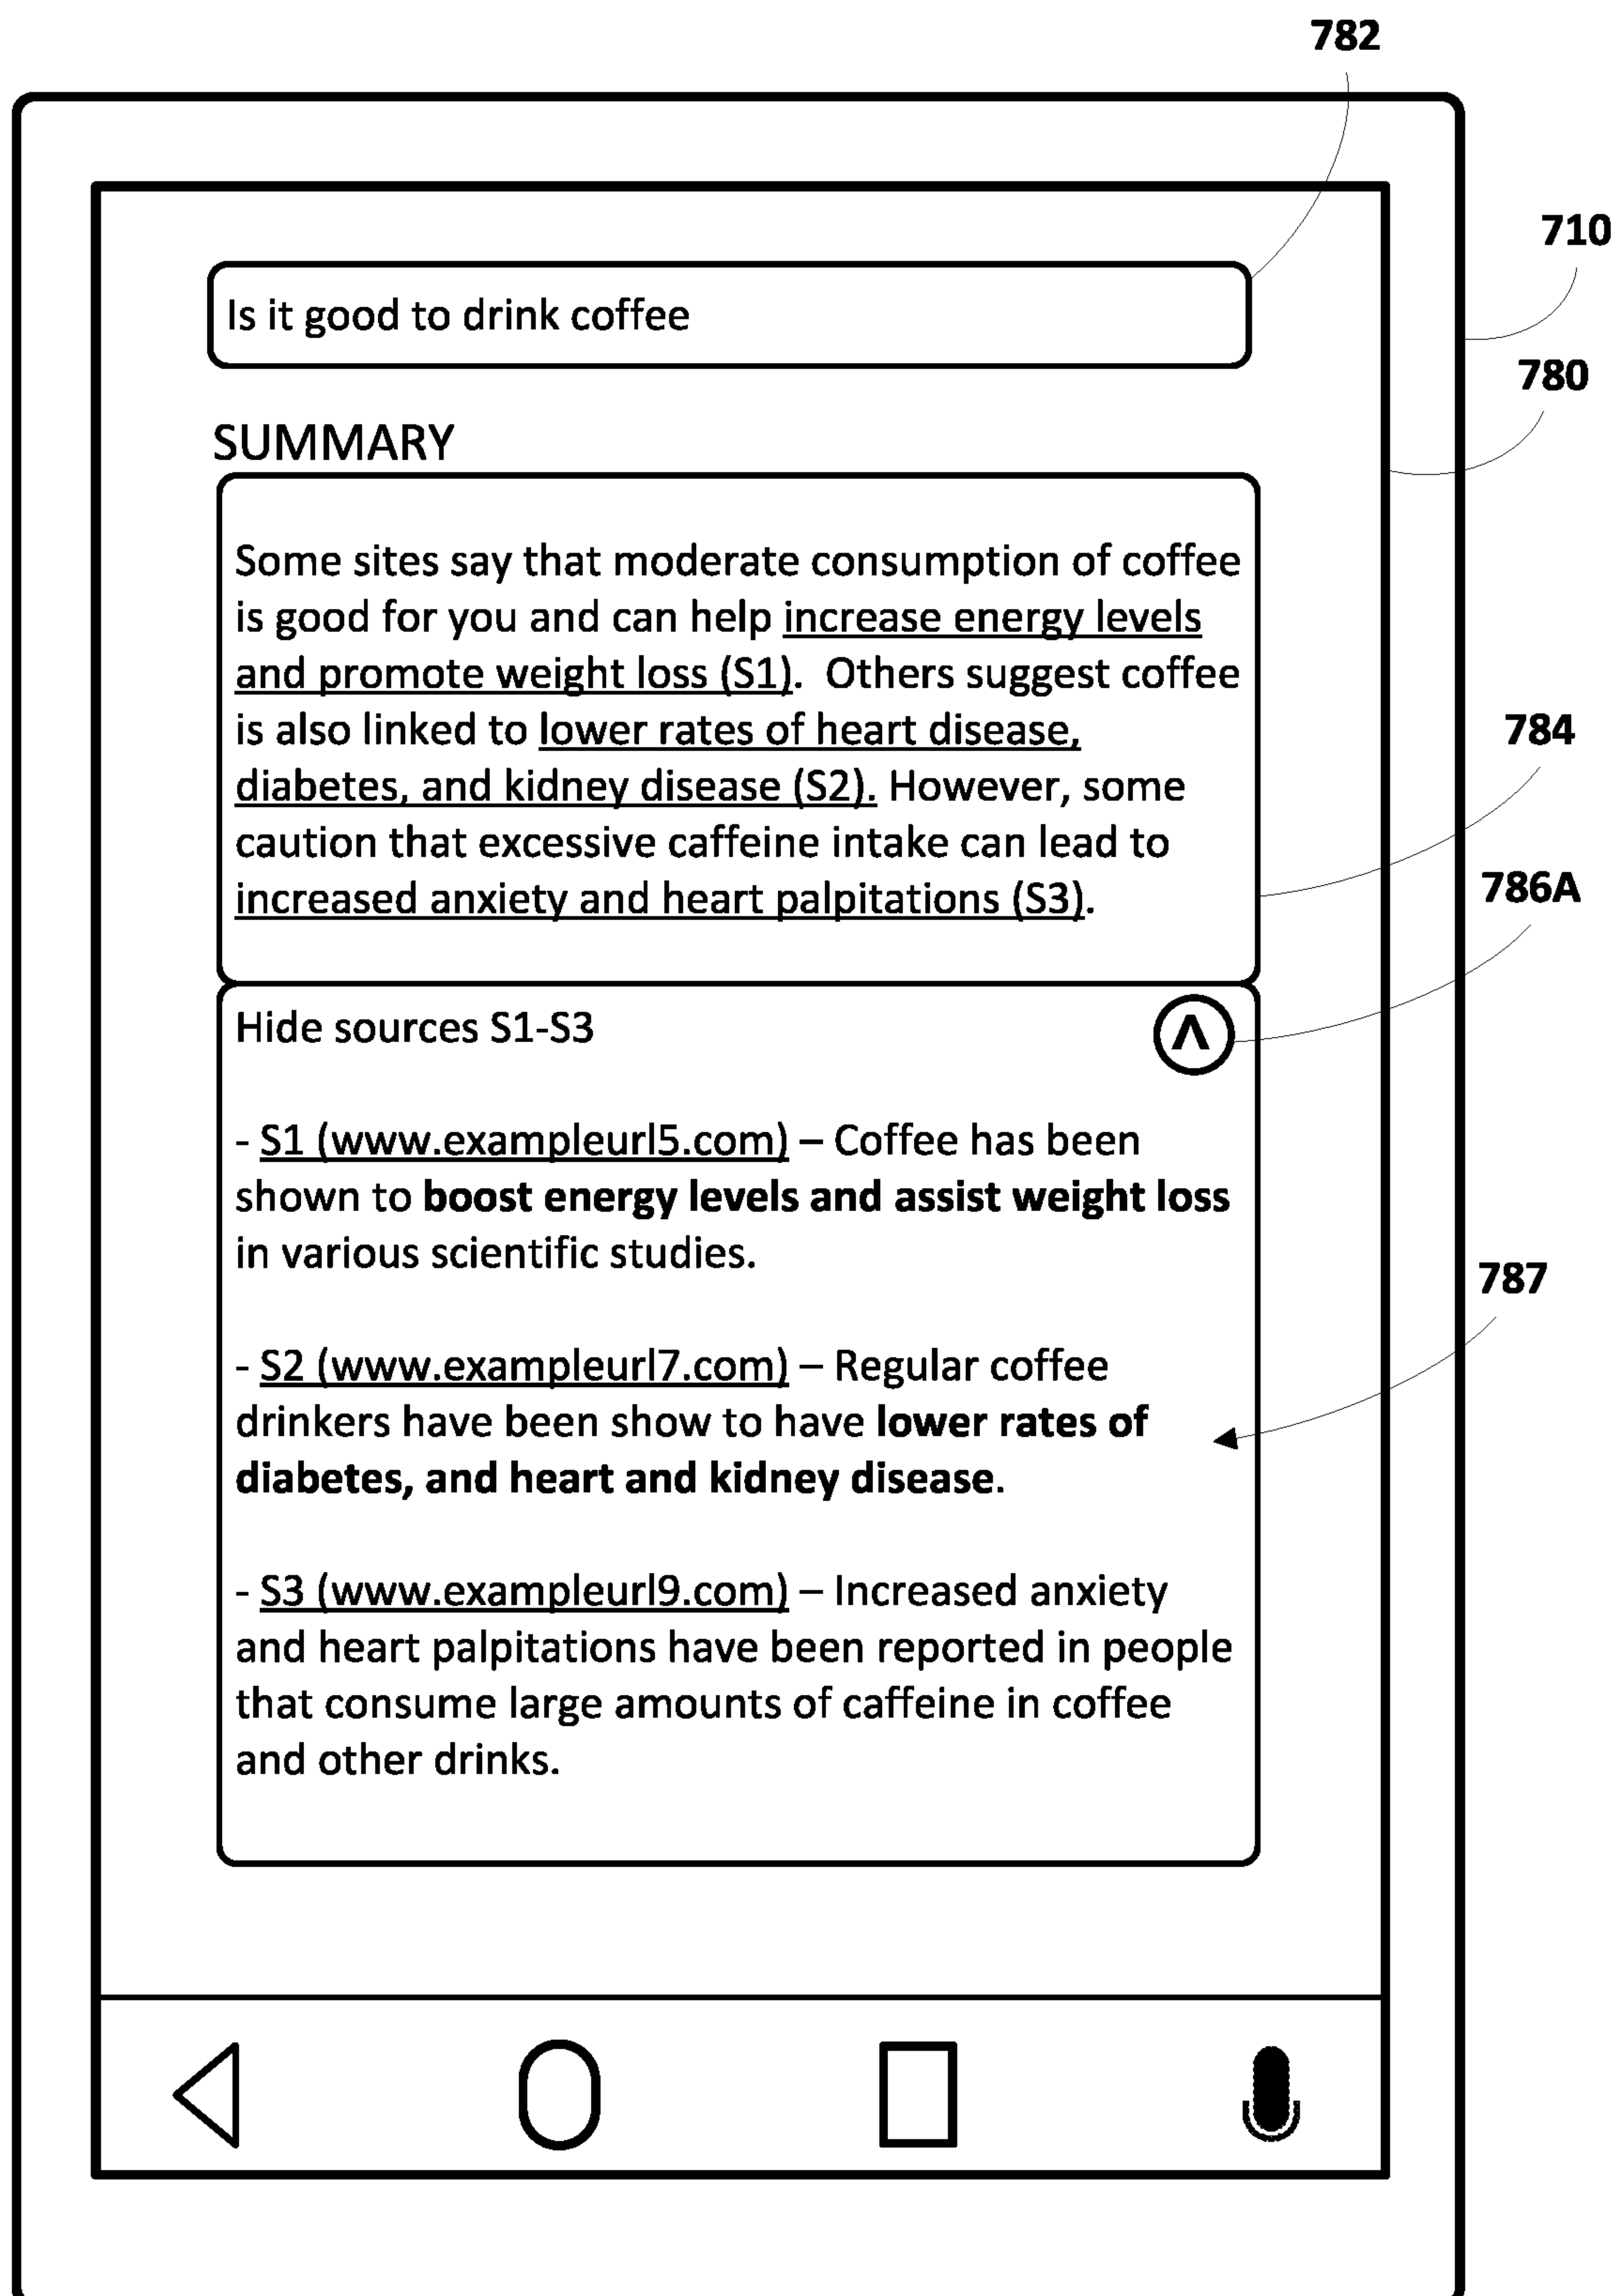 782
710
Is it good to drink coffee
780
SUMMARY
Some sites say that moderate consumption of coffee
is good for you and can help increase energy levels
and promote weight loss (S1).  Others suggest coffee
is also linked to lower rates of heart disease,
784
diabetes, and kidney disease (S2). However, some
caution that excessive caffeine intake can lead to
786A
increased anxiety and heart palpitations (S3).
Hide sources S1-S3
- S1 (www.exampleurl5.com) – Coffee has been
shown to boost energy levels and assist weight loss
in various scientific studies.
787
- S2 (www.exampleurl7.com) – Regular coffee
drinkers have been show to have lower rates of
diabetes, and heart and kidney disease.
- S3 (www.exampleurl9.com) – Increased anxiety
and heart palpitations have been reported in people
that consume large amounts of caffeine in coffee
and other drinks.